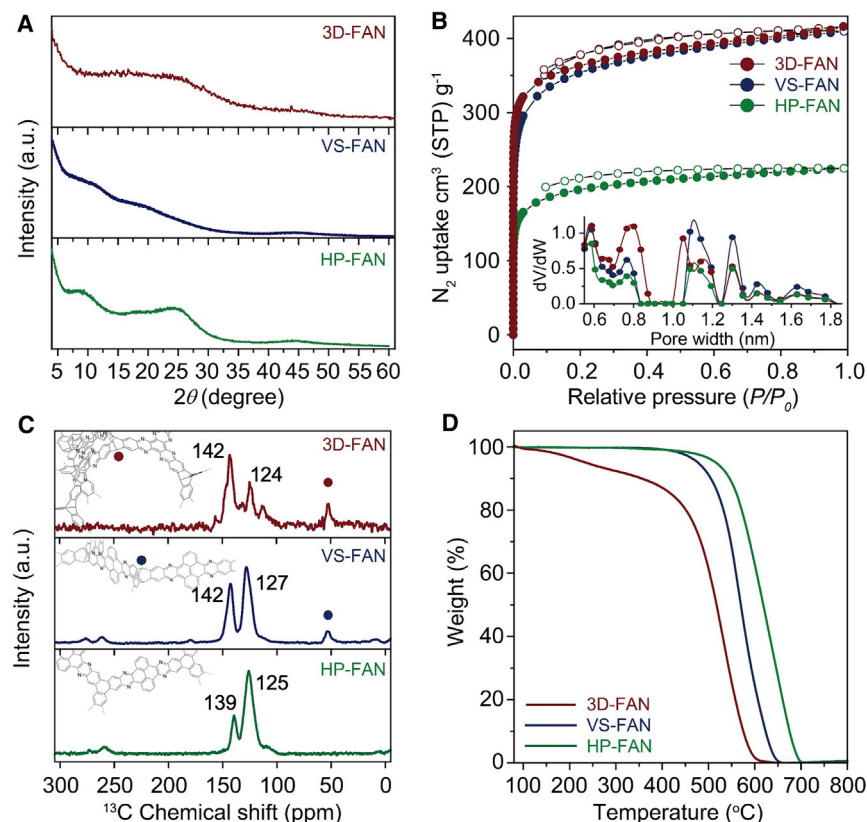 A
3D-FAN
VS-FAN
HP-FAN
Intensity (a.u.)
5 10 15 20 25 30 35 40 45 50 55 60
2θ (degree)
B
400
300
200
100
0
N₂ uptake cm³ (STP) g⁻¹
3D-FAN
VS-FAN
HP-FAN
1.0
0.5
0.0
dV/dW
0.6 0.8 1.0 1.2 1.4 1.6 1.8
Pore width (nm)
0.0 0.2 0.4 0.6 0.8 1.0
Relative pressure (P/P₀)
C
142
124
3D-FAN
142
127
VS-FAN
139
125
HP-FAN
Intensity (a.u.)
300 250 200 150 100 50 0
¹³C Chemical shift (ppm)
D
100
80
60
40
20
0
Weight (%)
3D-FAN
VS-FAN
HP-FAN
100 200 300 400 500 600 700 800
Temperature (°C)